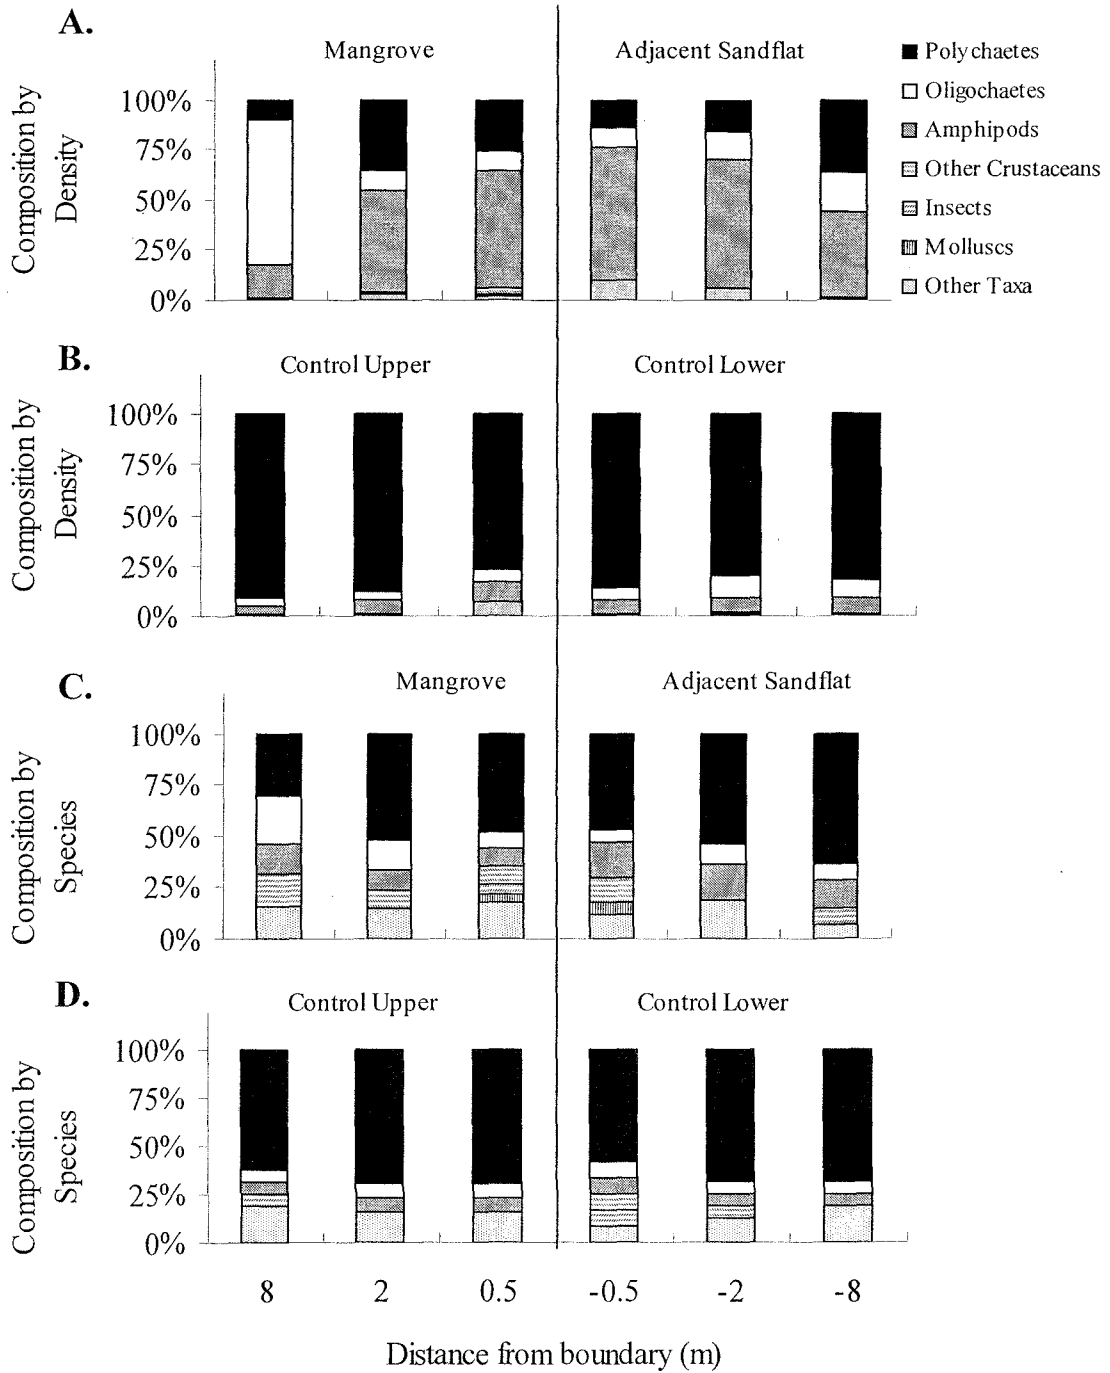 A.
Mangrove
Adjacent Sandflat
Composition by
Density
100%
75%
50%
25%
0%
Polychaetes
Oligochaetes
Amphipods
Other Crustaceans
Insects
Molluscs
Other Taxa
B.
Control Upper
Control Lower
Composition by
Density
100%
75%
50%
25%
0%
C.
Mangrove
Adjacent Sandflat
Composition by
Species
100%
75%
50%
25%
0%
D.
Control Upper
Control Lower
Composition by
Species
100%
75%
50%
25%
0%
8 2 0.5 -0.5 -2 -8
Distance from boundary (m)